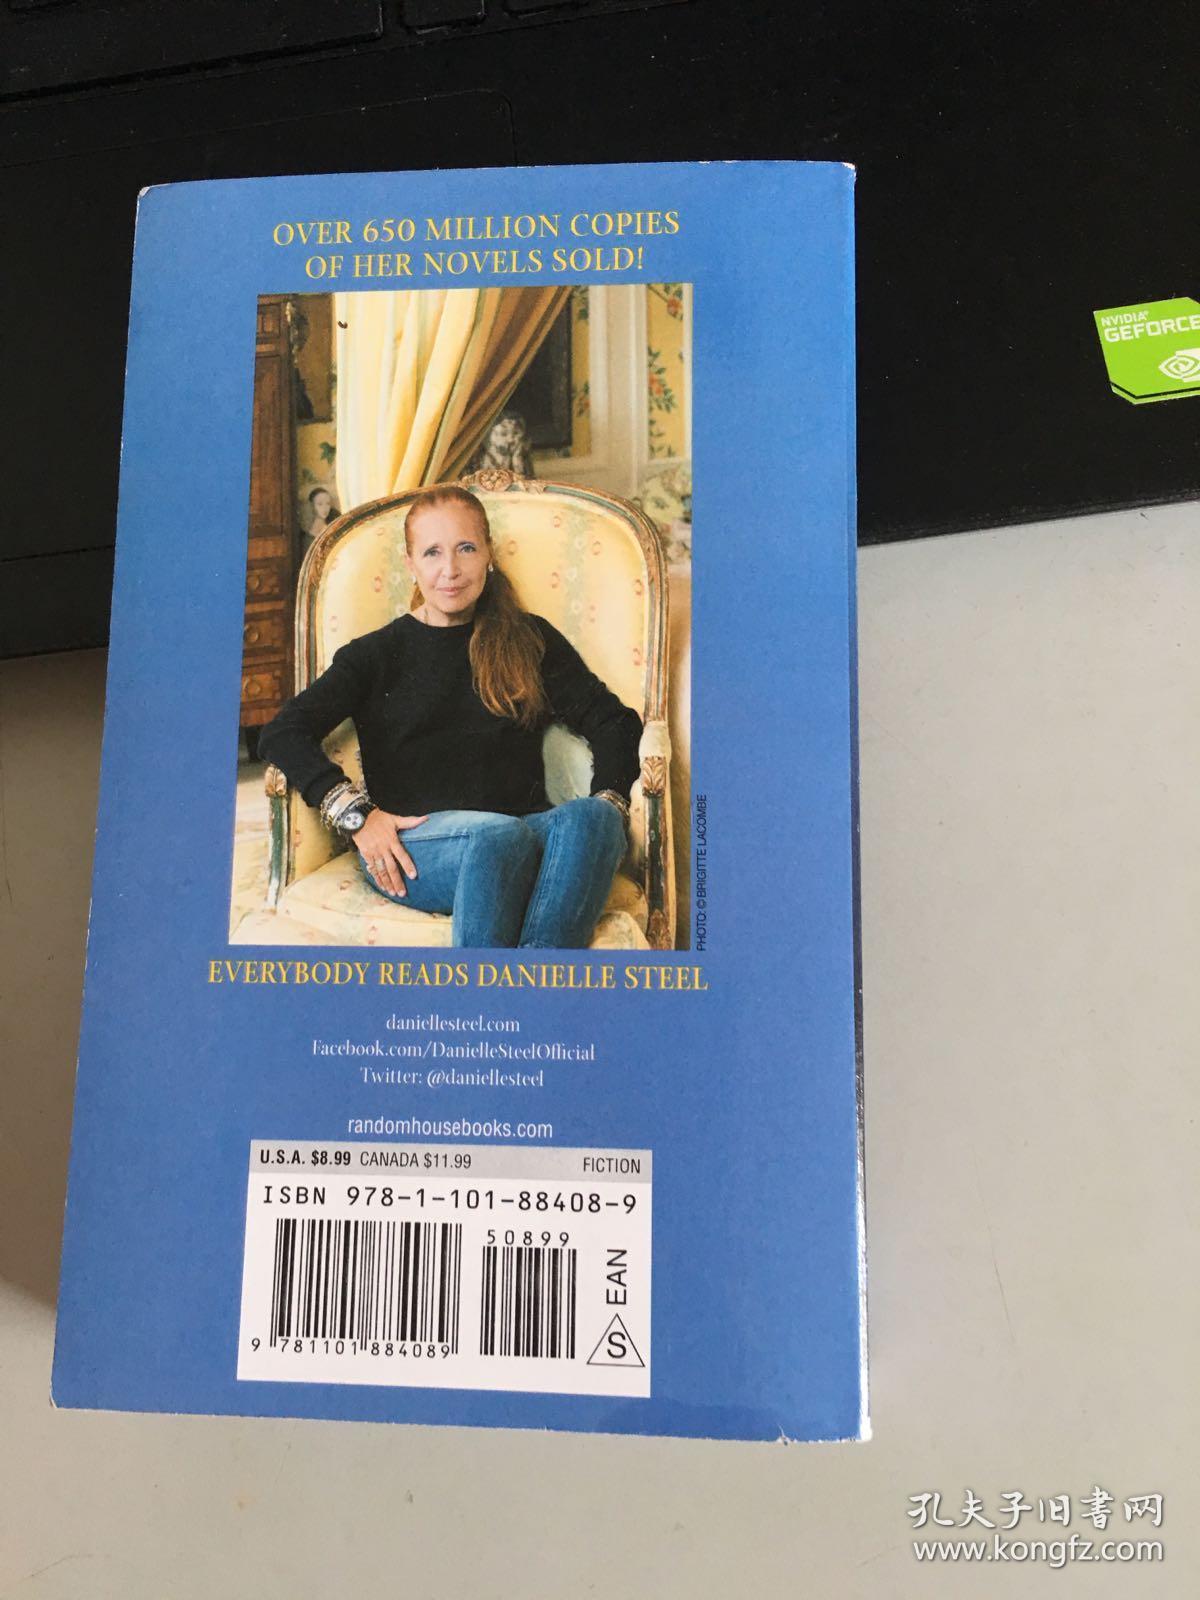 OVER 650 MILLION COPIES
OF HER NOVELS SOLD!
NVIDIA®
GEFORCE
PHOTO: © BRIGITTE LACOMBE
EVERYBODY READS DANIELLE STEEL
daniellesteel.com
Facebook.com/DanielleSteelOfficial
Twitter: @daniellesteel
randomhousebooks.com
U.S.A. $8.99 CANADA $11.99 FICTION
ISBN 978-1-101-88408-9
50899
9 781101 884089
S EAN
孔夫子旧书网
www.kongfz.com